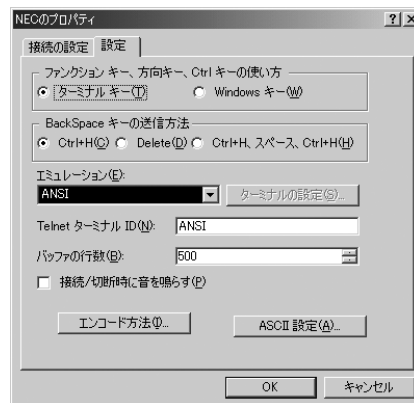 NECのプロパティ
接続の設定 設定
ファンクション キー、方向キー、Ctrl キーの使い方
ターミナル キー(T) Windows キー(W)
BackSpace キーの送信方法
Ctrl+H(C) Delete(D) Ctrl+H、スペース、Ctrl+H(H)
エミュレーション(E):
ANSI ターミナルの設定(S)...
Telnet ターミナル ID(N): ANSI
バッファの行数(B): 500
接続/切断時に音を鳴らす(P)
エンコード方法(I)... ASCII 設定(A)...
OK キャンセル